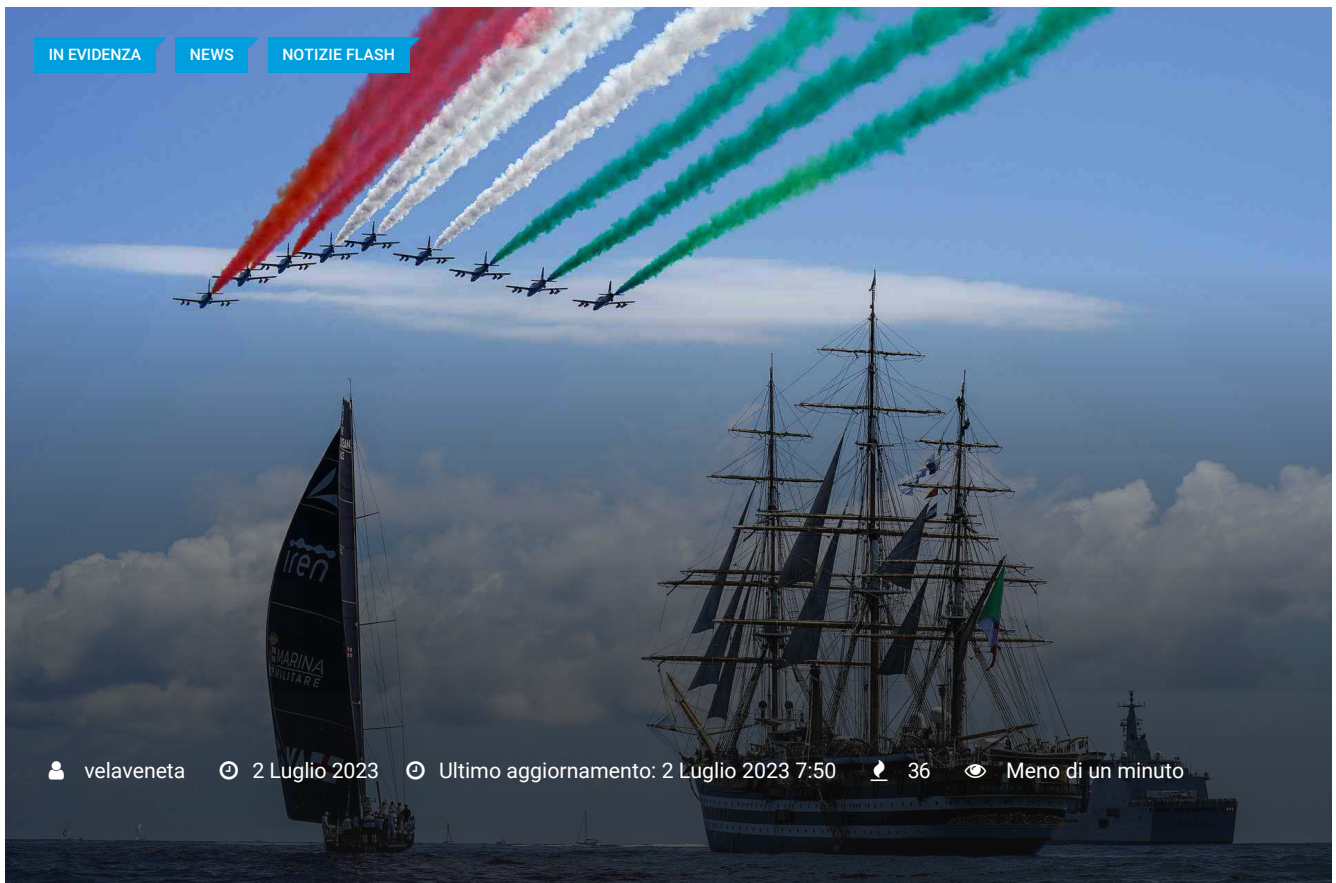 IN EVIDENZA
NEWS
NOTIZIE FLASH
iren
MARINA
MILITARE
velaveneta
2 Luglio 2023
Ultimo aggiornamento: 2 Luglio 2023 7:50
36
Meno di un minuto